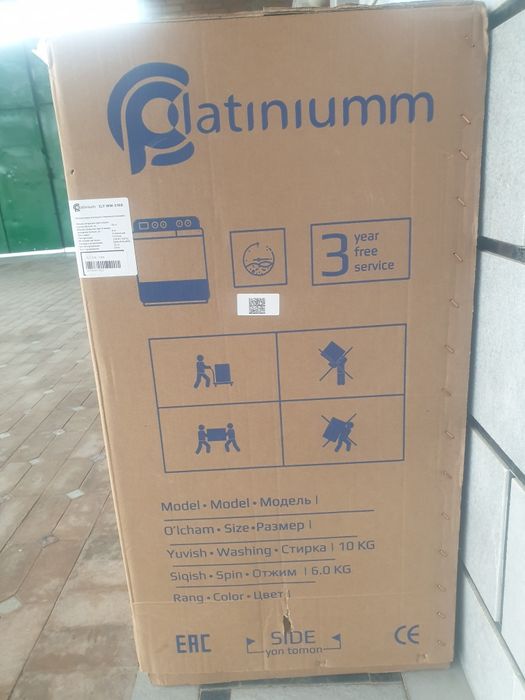 Platiniumm
Platinium
3 year
free
service
Model • Model • Модель |
O'lcham • Size • Размер |
Yuvish • Washing • Стирка | 10 KG
Siqish • Spin • Отжим | 6.0 KG
Rang • Color • Цвет |
EAC
SIDE
yon tomon
CE